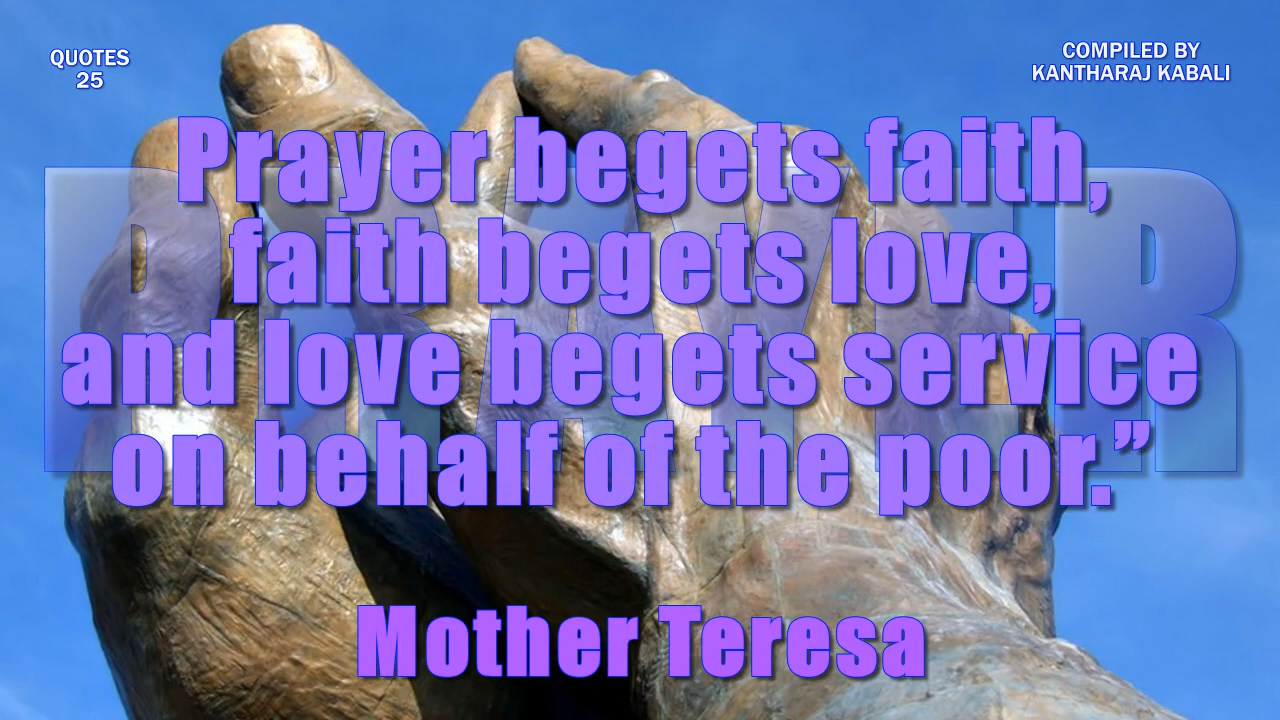 QUOTES
25
COMPILED BY
KANTHARAJ KABALI
PRAYER
Prayer begets faith,
faith begets love,
and love begets service
on behalf of the poor.”
Mother Teresa